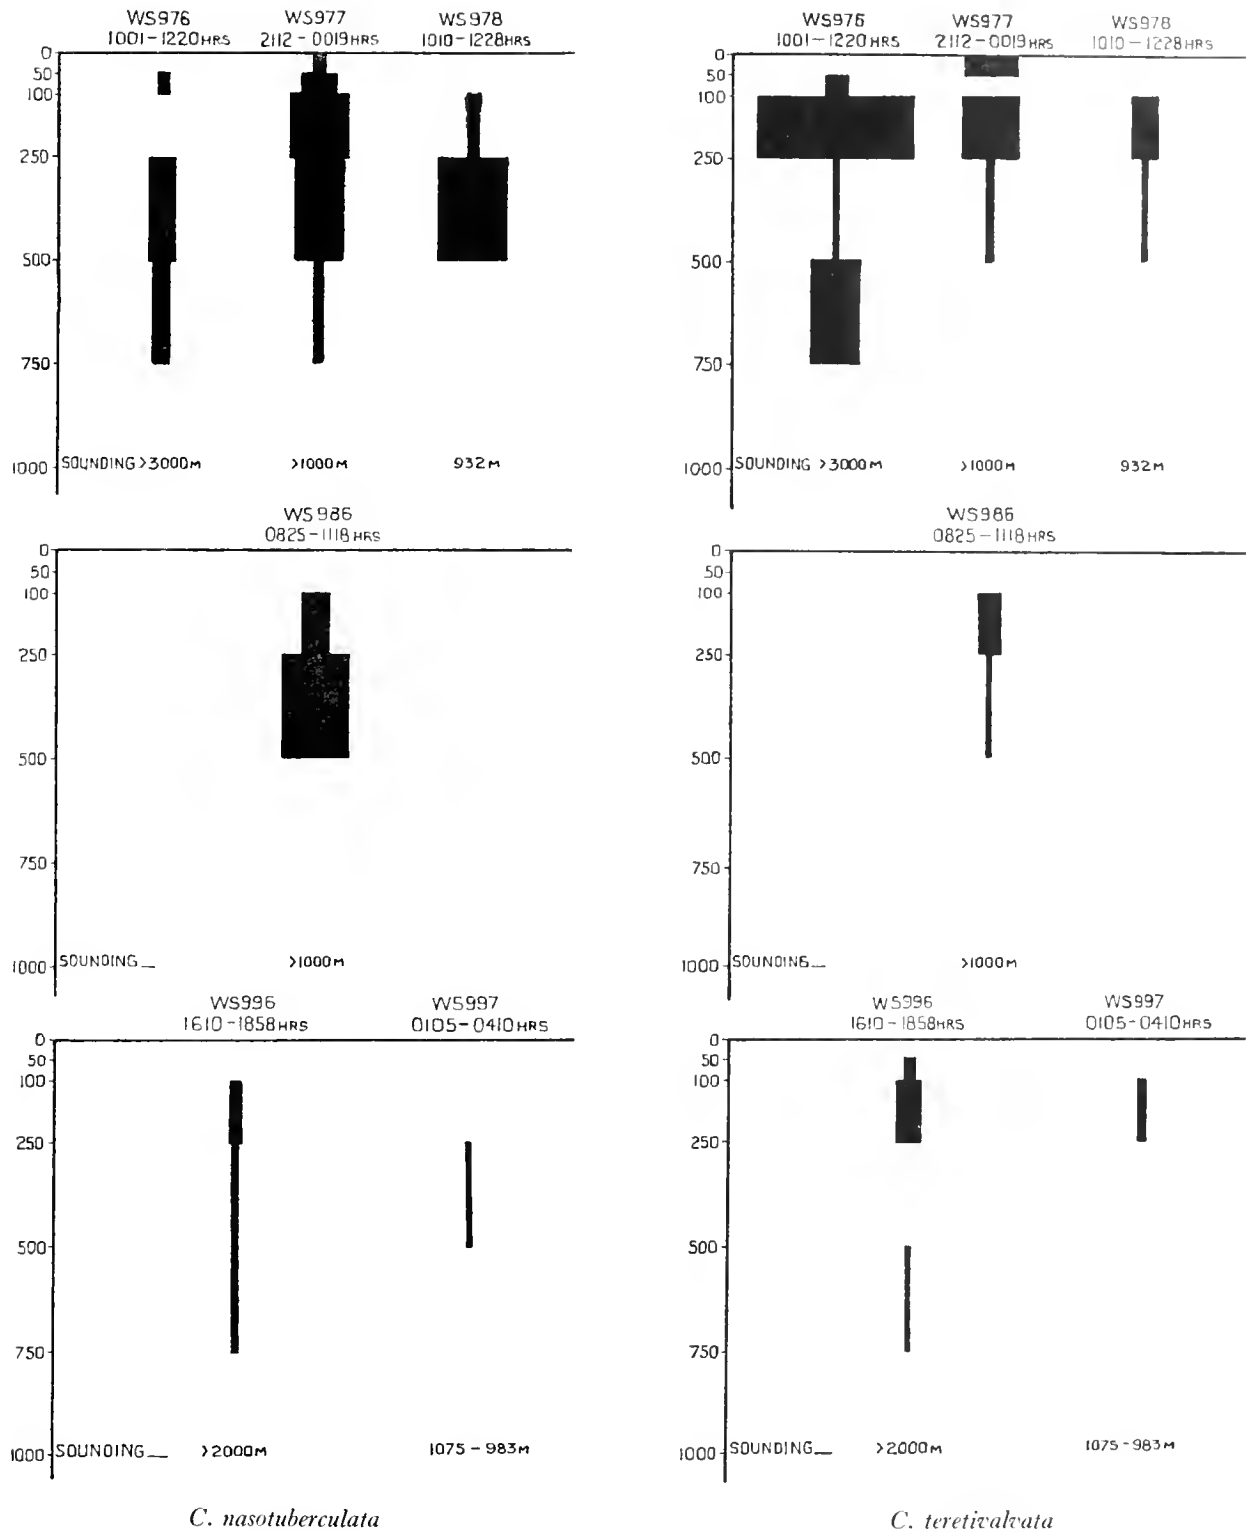 WS976 WS977 WS978
1001-1220HRS 2112-0019HRS 1010-1228HRS
0
50
100
250
500
750
1000 SOUNDING >3000M >1000M 932M
WS986
0825-1118HRS
0
50
100
250
500
750
1000 SOUNDING__ >1000M
WS996 WS997
1610-1858HRS 0105-0410HRS
0
50
100
250
500
750
1000 SOUNDING__ >2000M 1075-983M
C. nasotuberculata
WS976 WS977 WS978
1001-1220HRS 2112-0019HRS 1010-1228HRS
0
50
100
250
500
750
1000 SOUNDING >3000M >1000M 932M
WS986
0825-1118HRS
0
50
100
250
500
750
1000 SOUNDING__ >1000M
WS996 WS997
1610-1858HRS 0105-0410HRS
0
50
100
250
500
750
1000 SOUNDING__ >2000M 1075-983M
C. teretivalvata